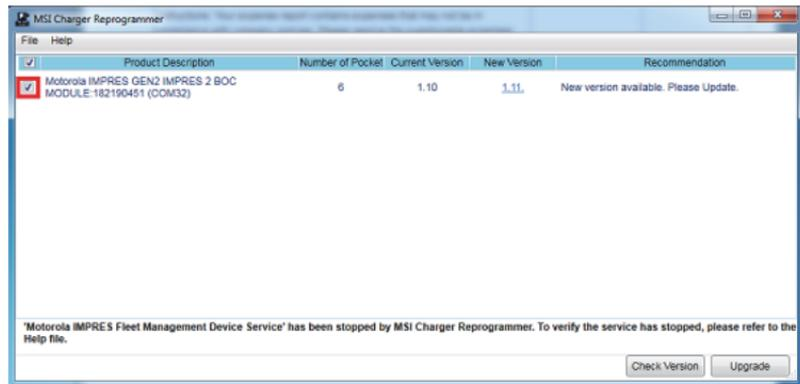 MSI Charger Reprogrammer
File Help
Product Description Number of Pocket Current Version New Version Recommendation
Motorola IMPRES GEN2 IMPRES 2 BOC
MODULE:182190451 (COM32) 6 1.10 1.11. New version available. Please Update.
'Motorola IMPRES Fleet Management Device Service' has been stopped by MSI Charger Reprogrammer. To verify the service has stopped, please refer to the
Help file.
Check Version Upgrade